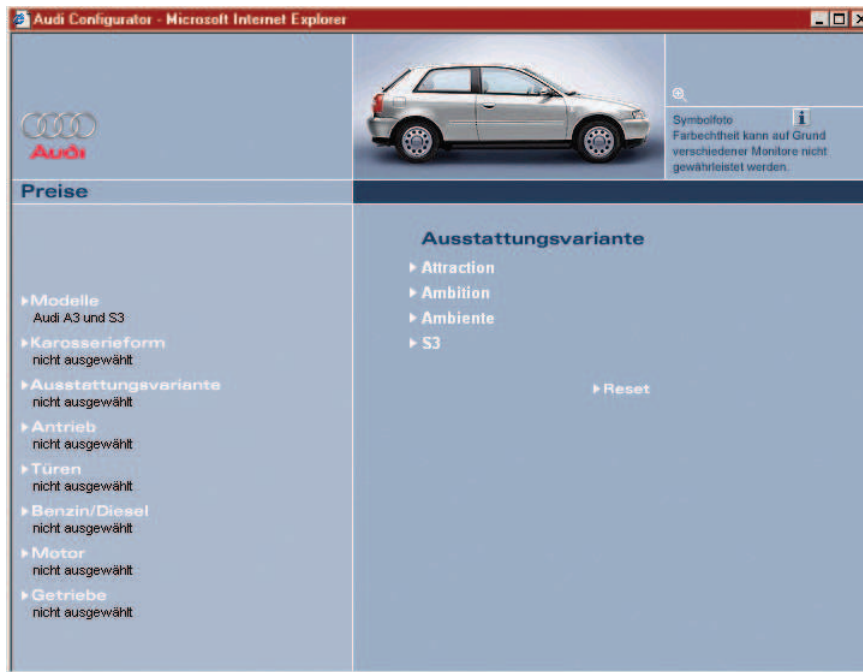 Audi Configurator - Microsoft Internet Explorer
Audi
Symbolfoto
Farbechtheit kann auf Grund
verschiedener Monitore nicht
gewährleistet werden.
Preise
Modelle
Audi A3 und S3
Karosserieform
nicht ausgewählt
Ausstattungsvariante
nicht ausgewählt
Antrieb
nicht ausgewählt
Türen
nicht ausgewählt
Benzin/Diesel
nicht ausgewählt
Motor
nicht ausgewählt
Getriebe
nicht ausgewählt
Ausstattungsvariante
Attraction
Ambition
Ambiente
S3
Reset